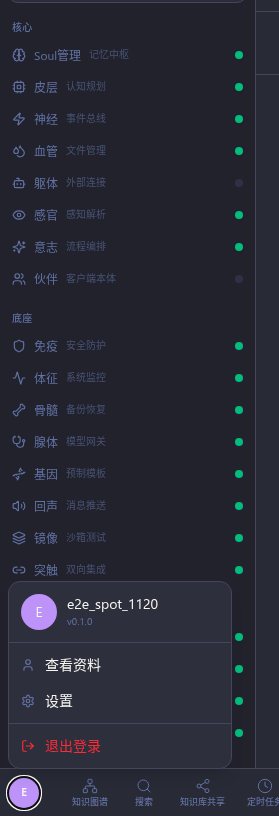 核心
Soul管理 记忆中枢
皮层 认知规划
神经 事件总线
血管 文件管理
躯体 外部连接
感官 感知解析
意志 流程编排
伙伴 客户端本体
底座
免疫 安全防护
体征 系统监控
骨髓 备份恢复
腺体 模型网关
基因 预制模板
回声 消息推送
镜像 沙箱测试
突触 双向集成
E e2e_spot_1120
v0.1.0
查看资料
设置
退出登录
E 知识图谱 搜索 知识库共享 定时任务